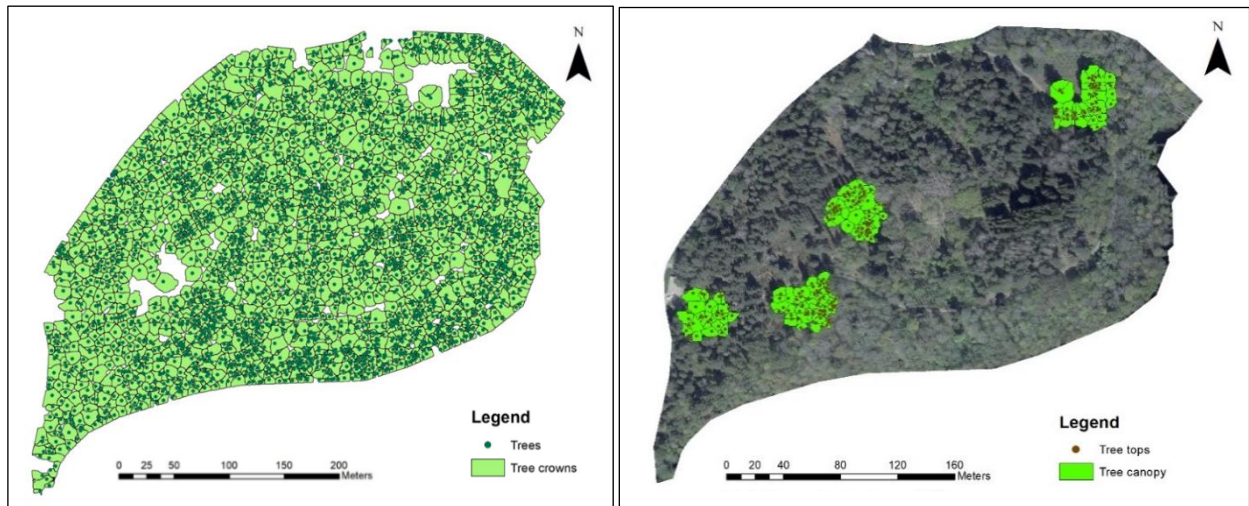 N
Legend
Trees
Tree crowns
0 25 50 100 150 200
Meters
N
Legend
Tree tops
Tree canopy
0 20 40 80 120 160
Meters